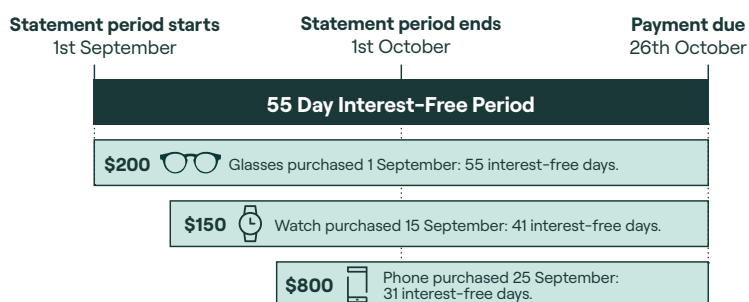 Statement period starts
1st September
Statement period ends
1st October
Payment due
26th October
55 Day Interest-Free Period
$200 Glasses purchased 1 September: 55 interest-free days.
$150 Watch purchased 15 September: 41 interest-free days.
$800 Phone purchased 25 September:
31 interest-free days.